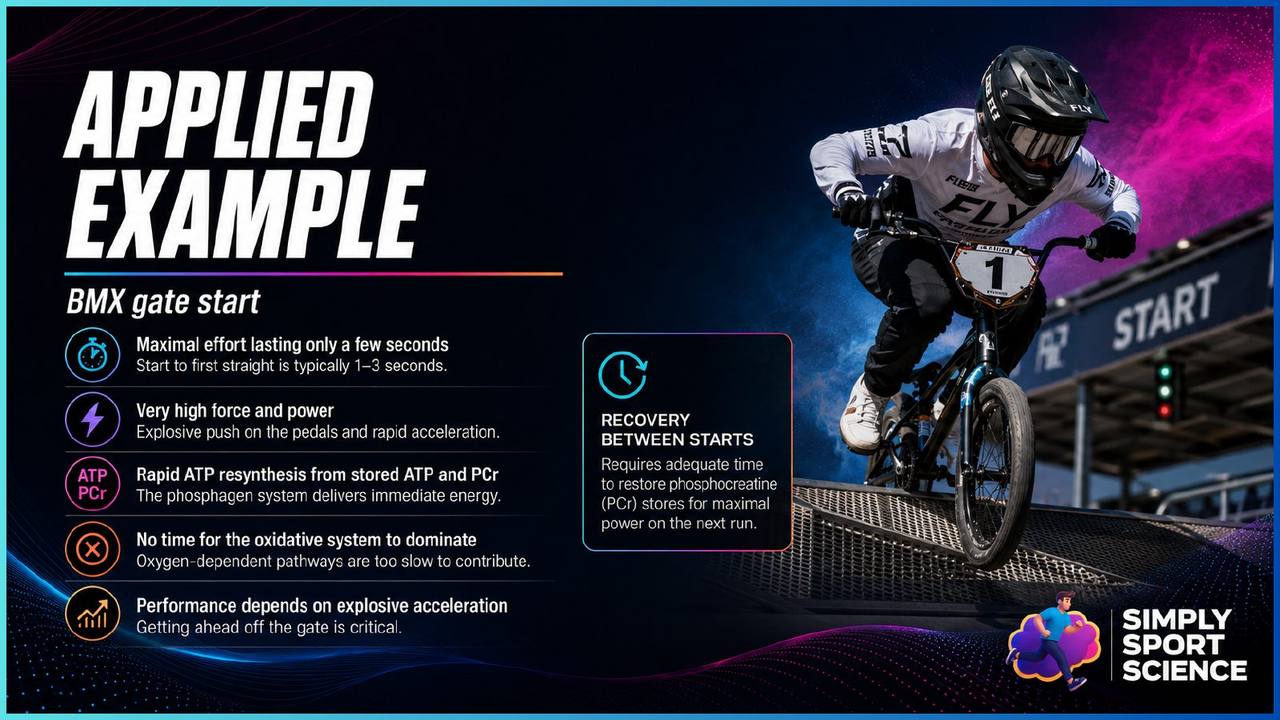 APPLIED
EXAMPLE
BMX gate start
Maximal effort lasting only a few seconds
Start to first straight is typically 1–3 seconds.
Very high force and power
Explosive push on the pedals and rapid acceleration.
ATP
PCr
Rapid ATP resynthesis from stored ATP and PCr
The phosphagen system delivers immediate energy.
No time for the oxidative system to dominate
Oxygen-dependent pathways are too slow to contribute.
Performance depends on explosive acceleration
Getting ahead off the gate is critical.
RECOVERY
BETWEEN STARTS
Requires adequate time
to restore phosphocreatine
(PCr) stores for maximal
power on the next run.
FLY
FLY
1
START
SIMPLY
SPORT
SCIENCE